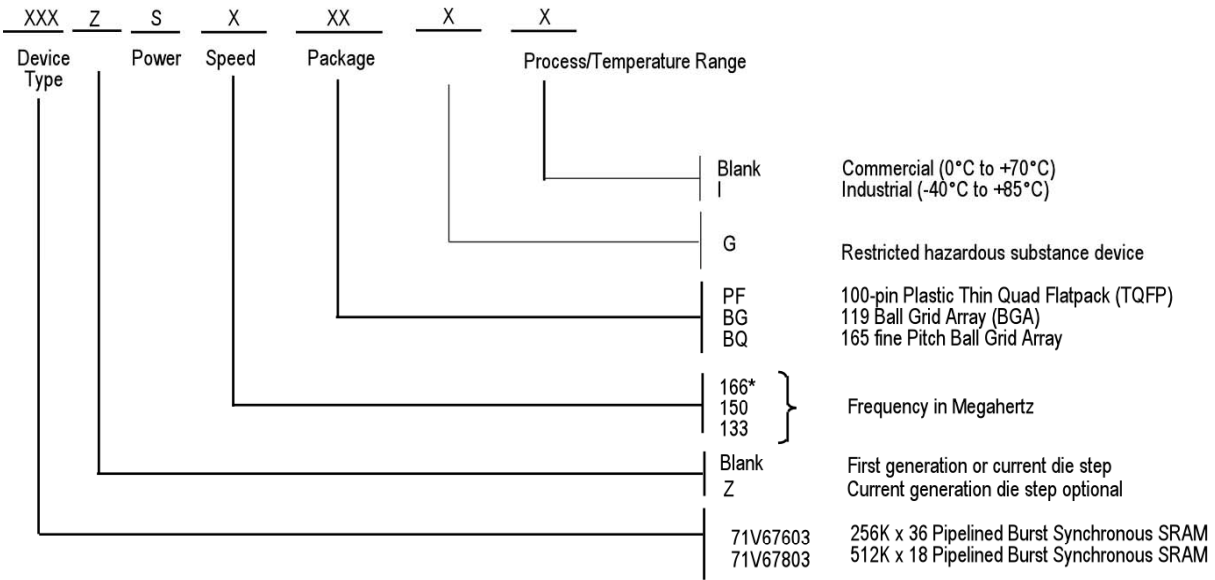 XXX Z S X XX X X
Device Type Power Speed Package Process/Temperature Range
Blank Commercial (0°C to +70°C)
I Industrial (-40°C to +85°C)
G Restricted hazardous substance device
PF 100-pin Plastic Thin Quad Flatpack (TQFP)
BG 119 Ball Grid Array (BGA)
BQ 165 fine Pitch Ball Grid Array
166*
150 Frequency in Megahertz
133
Blank First generation or current die step
Z Current generation die step optional
71V67603 256K x 36 Pipelined Burst Synchronous SRAM
71V67803 512K x 18 Pipelined Burst Synchronous SRAM